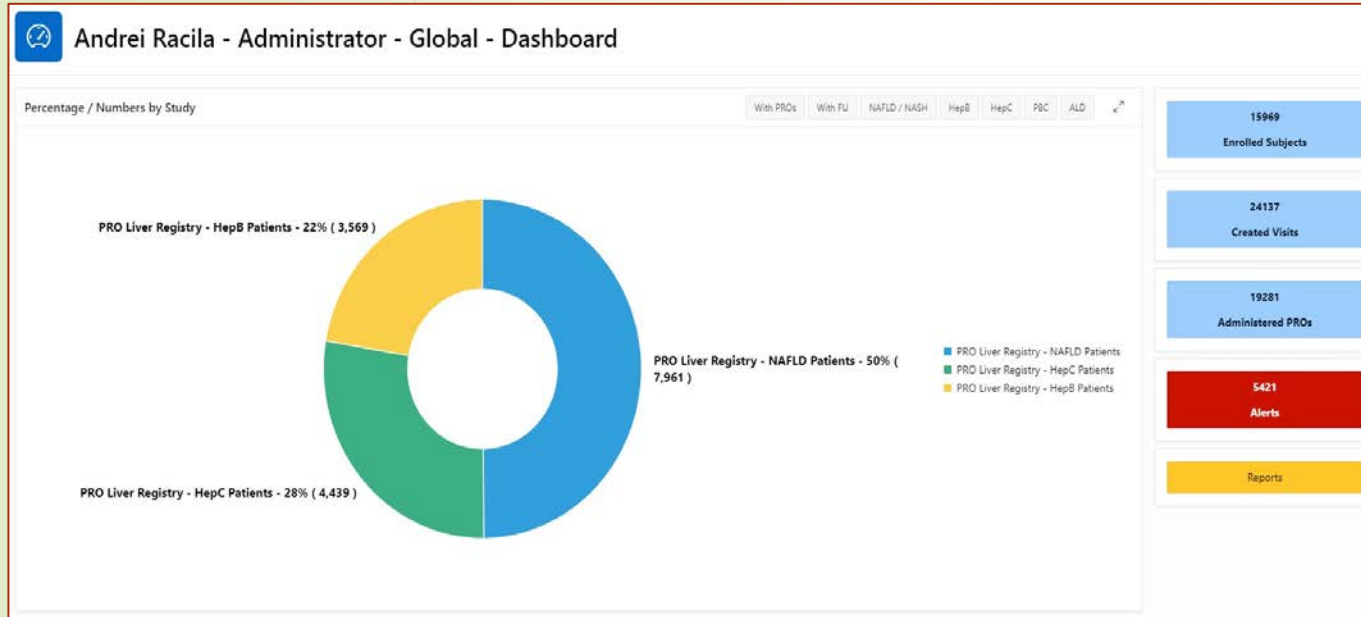 Andrei Racila - Administrator - Global - Dashboard
Percentage / Numbers by Study
With PROs
With FU
NAFLD / NASH
HepB
HepC
PBC
ALD
PRO Liver Registry - HepB Patients - 22% ( 3,569 )
PRO Liver Registry - NAFLD Patients - 50% (
7,961 )
PRO Liver Registry - HepC Patients - 28% ( 4,439 )
PRO Liver Registry - NAFLD Patients
PRO Liver Registry - HepC Patients
PRO Liver Registry - HepB Patients
15969
Enrolled Subjects
24137
Created Visits
19281
Administered PROs
5421
Alerts
Reports